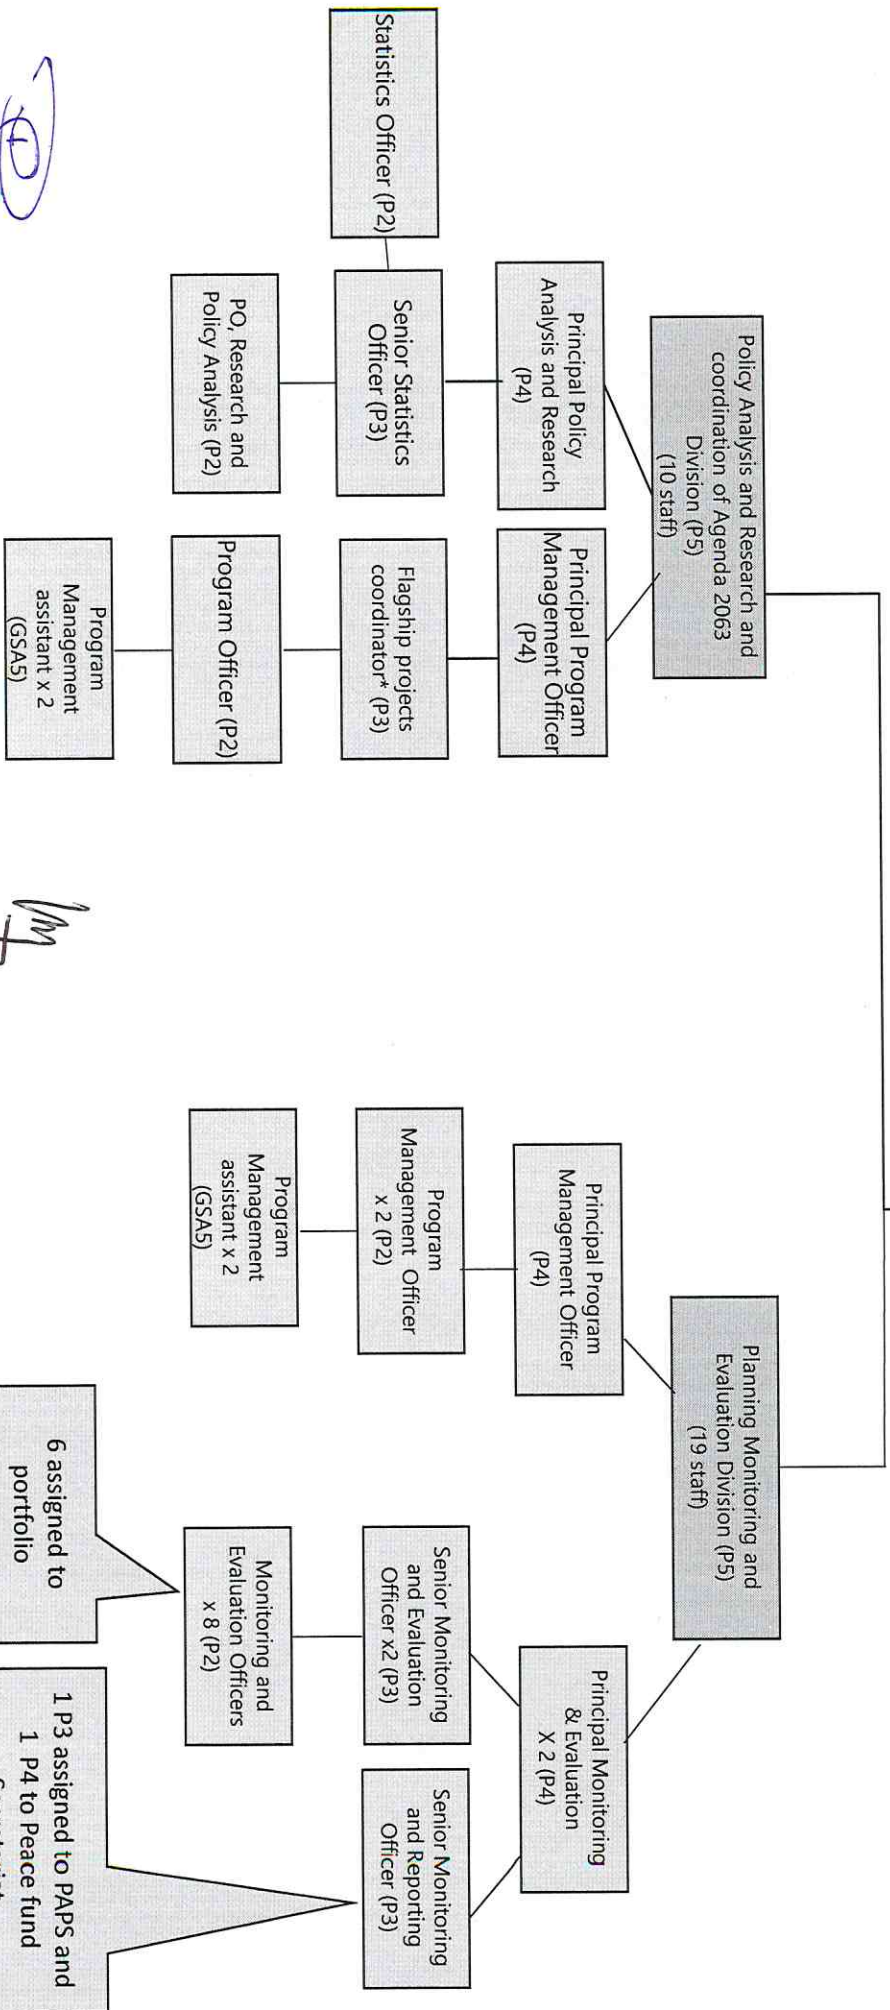 Policy Analysis and Research and
coordination of Agenda 2063
Division (P5)
(10 staff)
Planning Monitoring and
Evaluation Division (P5)
(19 staff)
Principal Policy
Analysis and Research
(P4)
Principal Program
Management Officer
(P4)
Principal Program
Management Officer
(P4)
Principal Monitoring
& Evaluation
X 2 (P4)
Statistics Officer (P2)
Senior Statistics
Officer (P3)
Flagship projects
coordinator* (P3)
Program
Management Officer
x 2 (P2)
Senior Monitoring
and Evaluation
Officer x2 (P3)
Senior Monitoring
and Reporting
Officer (P3)
PO, Research and
Policy Analysis (P2)
Program Officer (P2)
Program
Management
assistant x 2
(GSA5)
Monitoring and
Evaluation Officers
x 8 (P2)
Program
Management
assistant x 2
(GSA5)
6 assigned to
portfolio
1 P3 assigned to PAPS and
1 P4 to Peace fund